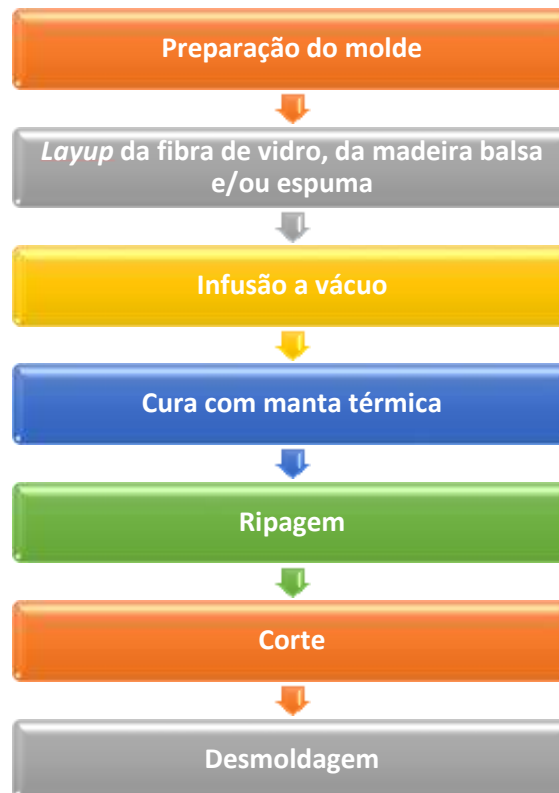 Preparação do molde
Layup da fibra de vidro, da madeira balsa
e/ou espuma
Infusão a vácuo
Cura com manta térmica
Ripagem
Corte
Desmoldagem